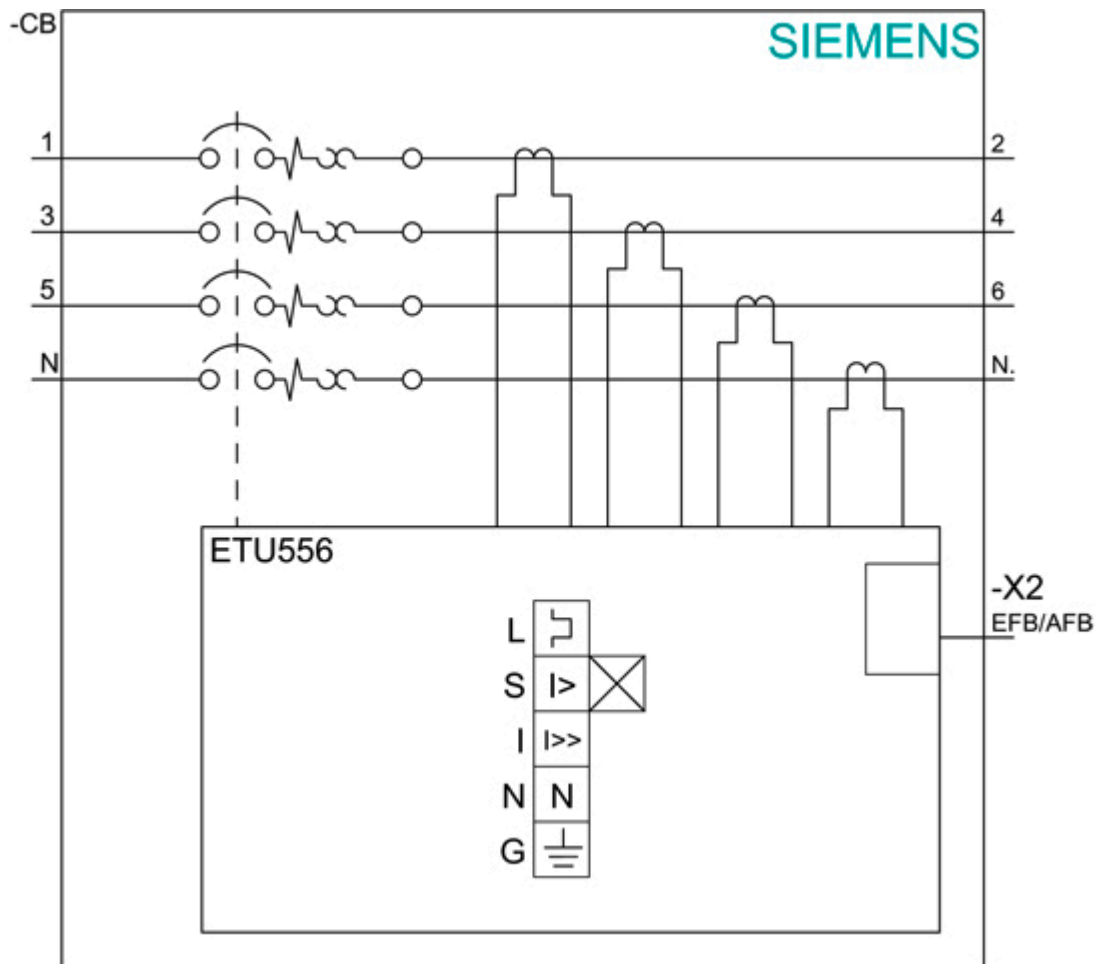 -CB
SIEMENS
1
2
3
4
5
6
N
N.
ETU556
-X2
EFB/AFB
L
S I>
I I>>
N N
G